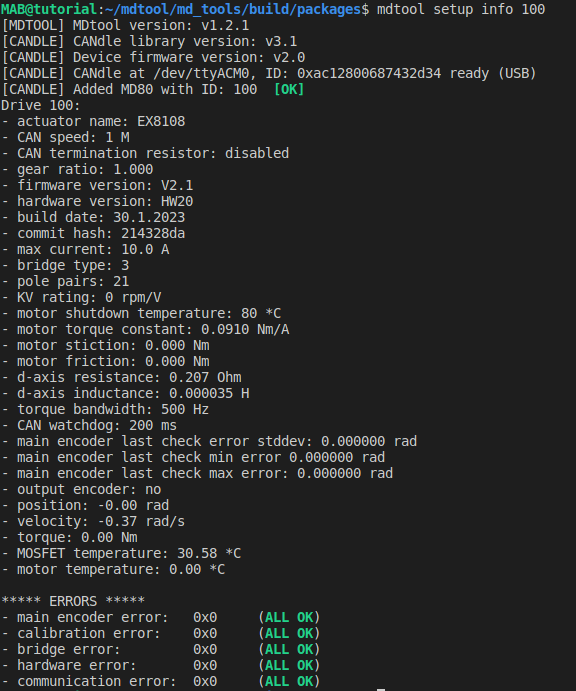 MAB@tutorial:~/mdtool/md_tools/build/packages$ mdtool setup info 100
[MDTOOL] MDtool version: v1.2.1
[CANDLE] CANdle library version: v3.1
[CANDLE] Device firmware version: v2.0
[CANDLE] CANdle at /dev/ttyACM0, ID: 0xac12800687432d34 ready (USB)
[CANDLE] Added MD80 with ID: 100  [OK]
Drive 100:
- actuator name: EX8108
- CAN speed: 1 M
- CAN termination resistor: disabled
- gear ratio: 1.000
- firmware version: V2.1
- hardware version: HW20
- build date: 30.1.2023
- commit hash: 214328da
- max current: 10.0 A
- bridge type: 3
- pole pairs: 21
- KV rating: 0 rpm/V
- motor shutdown temperature: 80 *C
- motor torque constant: 0.0910 Nm/A
- motor stiction: 0.000 Nm
- motor friction: 0.000 Nm
- d-axis resistance: 0.207 Ohm
- d-axis inductance: 0.000035 H
- torque bandwidth: 500 Hz
- CAN watchdog: 200 ms
- main encoder last check error stddev: 0.000000 rad
- main encoder last check min error 0.000000 rad
- main encoder last check max error: 0.000000 rad
- output encoder: no
- position: -0.00 rad
- velocity: -0.37 rad/s
- torque: 0.00 Nm
- MOSFET temperature: 30.58 *C
- motor temperature: 0.00 *C
***** ERRORS *****
- main encoder error:   0x0     (ALL OK)
- calibration error:    0x0     (ALL OK)
- bridge error:         0x0     (ALL OK)
- hardware error:       0x0     (ALL OK)
- communication error:  0x0     (ALL OK)